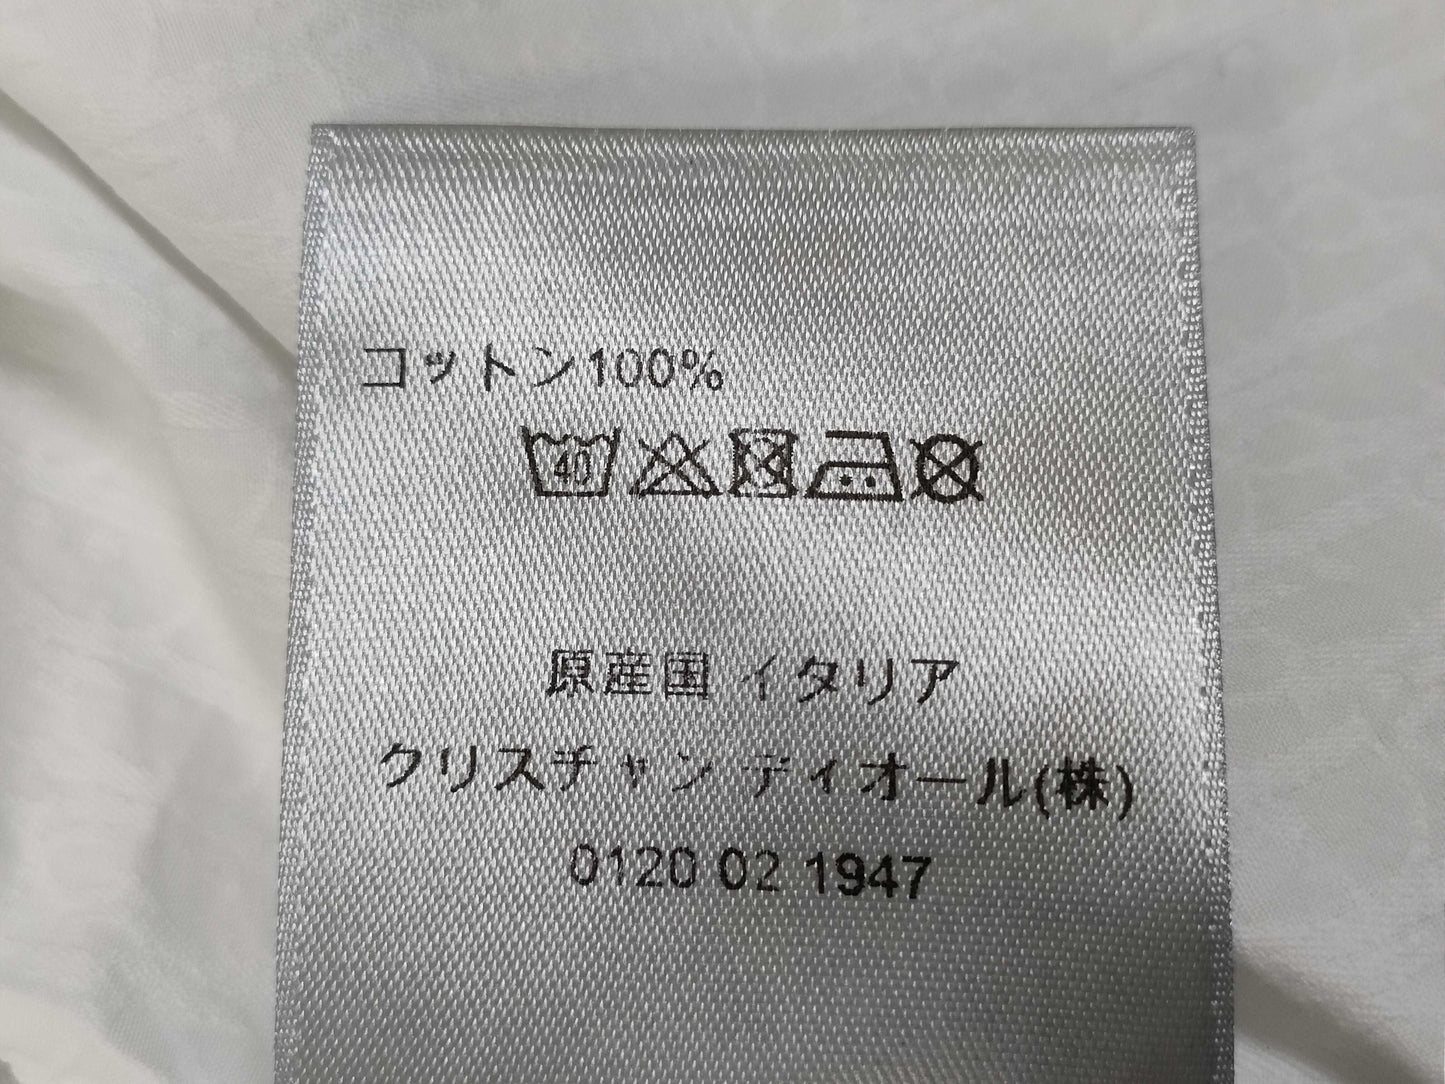 コットン100%
40
原産国 イタリア
クリスチャン ディオール(株)
0120 02 1947